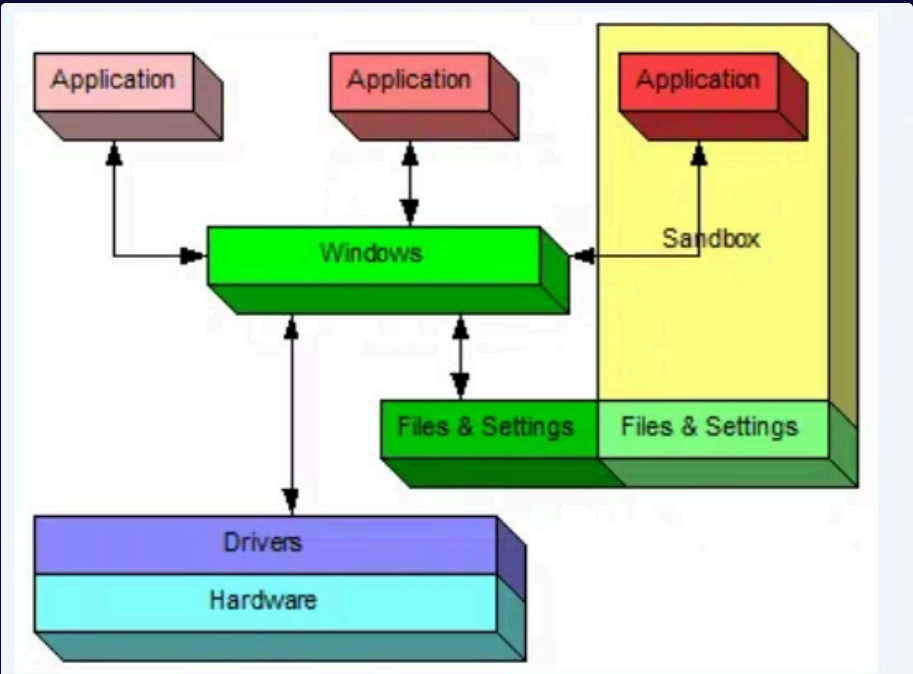 Application
Application
Application
Sandbox
Windows
Files & Settings
Files & Settings
Drivers
Hardware